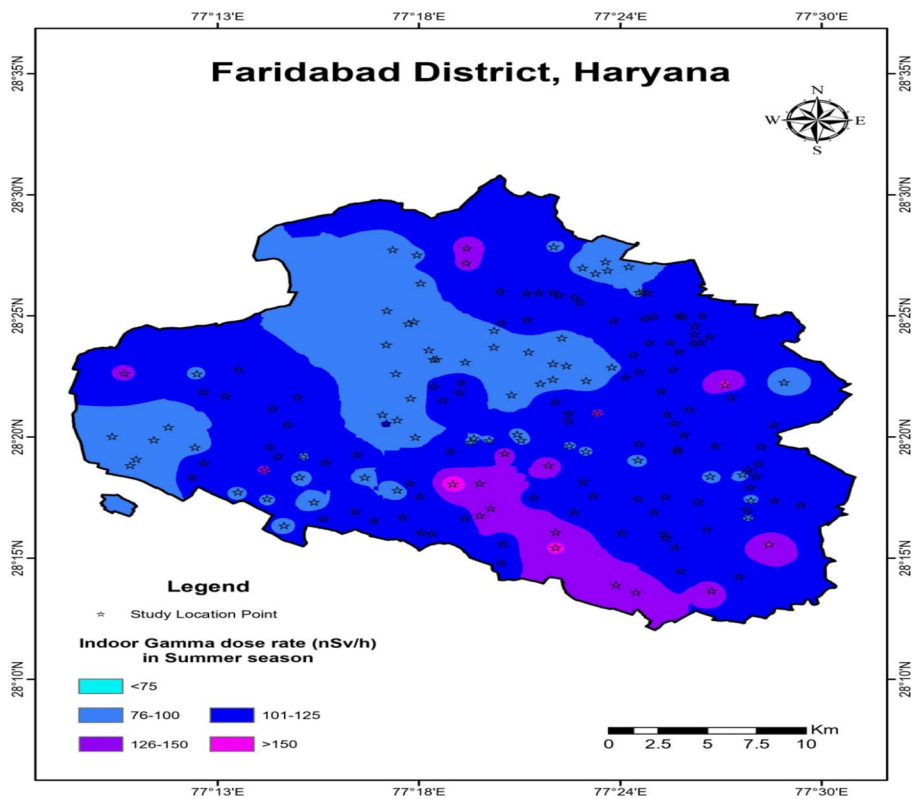 77°13'E 77°18'E 77°24'E 77°30'E
Faridabad District, Haryana
N
W E
S
28°35'N
28°30'N
28°25'N
28°20'N
28°15'N
28°10'N
28°35'N
28°30'N
28°25'N
28°20'N
28°15'N
28°10'N
Legend
Study Location Point
Indoor Gamma dose rate (nSv/h)
in Summer season
<75
76-100 101-125
126-150 >150
Km
0 2.5 5 7.5 10
77°13'E 77°18'E 77°24'E 77°30'E